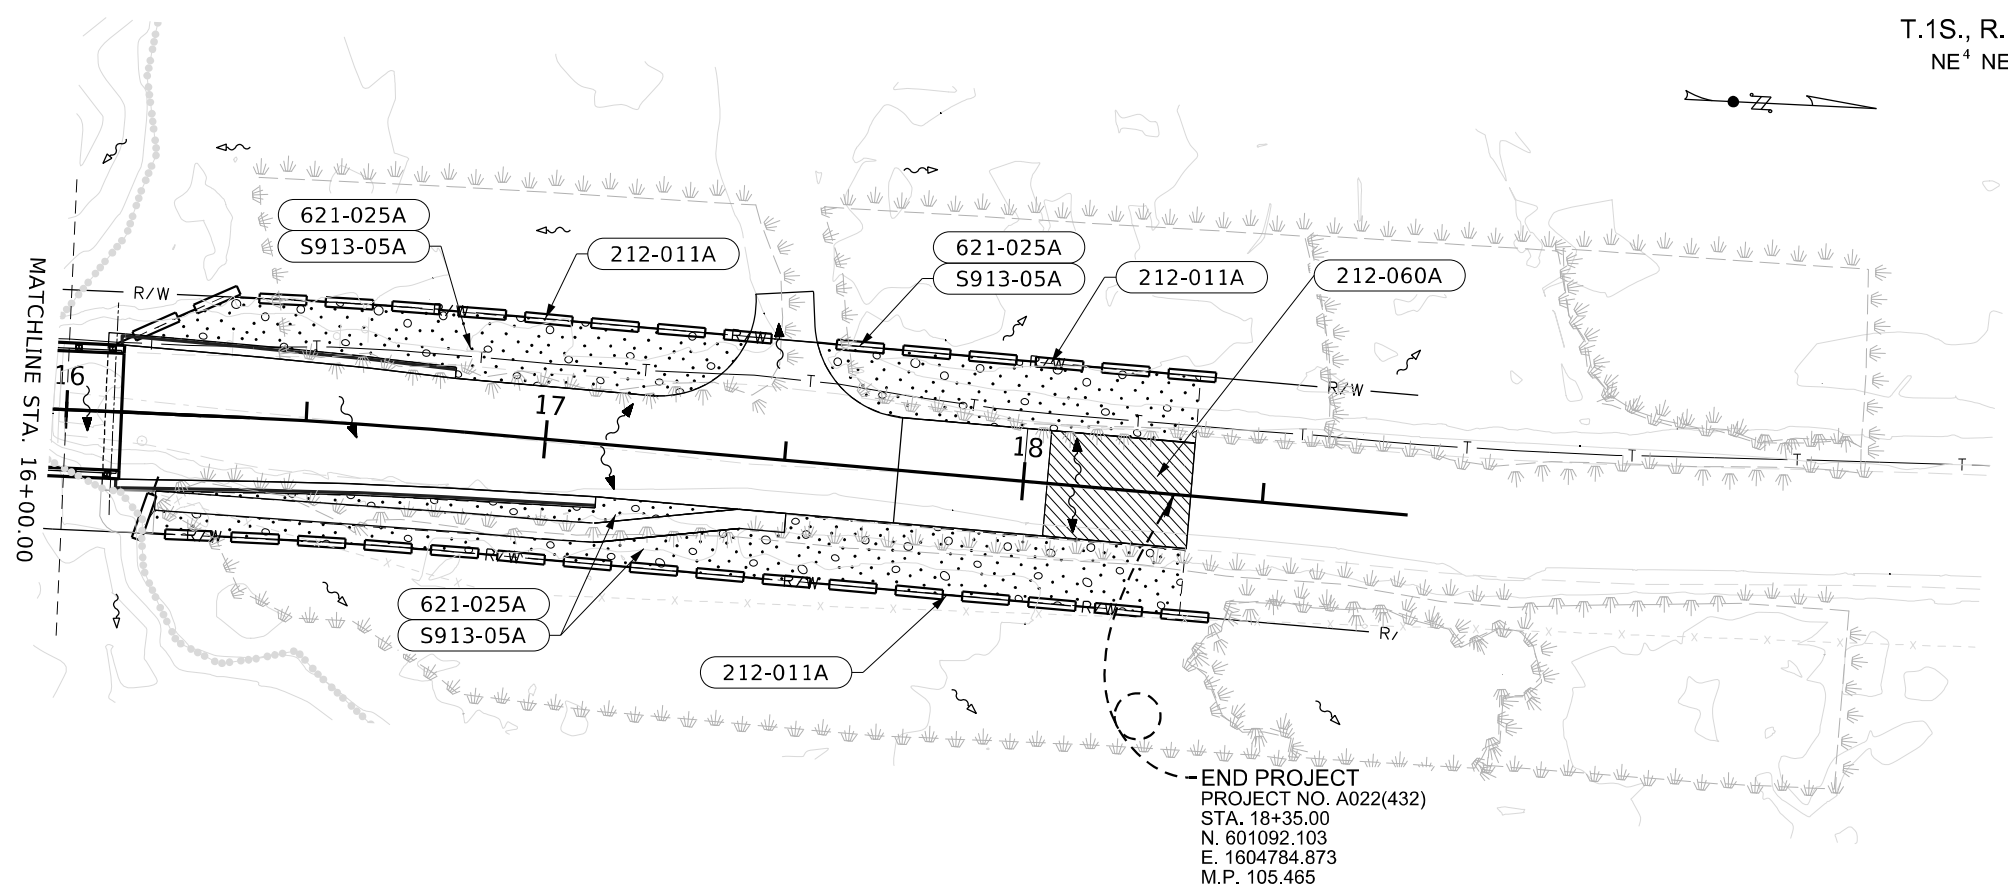 T.1S., R.
NE⁴ NE
621-025A
S913-05A
212-011A
621-025A
S913-05A
212-011A
212-060A
MATCHLINE STA. 16+00.00
R/W
R/W
R/W
R/W
R/W
T
T
T
T
T
T
T
T
T
T
T
T
16
17
18
R/W
R/W
R/W
R/W
R/
X
X
X
X
X
X
X
X
X
X
621-025A
S913-05A
212-011A
END PROJECT
PROJECT NO. A022(432)
STA. 18+35.00
N. 601092.103
E. 1604784.873
M.P. 105.465